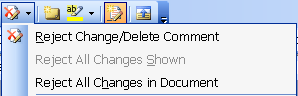 Reject Change/Delete Comment
Reject All Changes Shown
Reject All Changes in Document